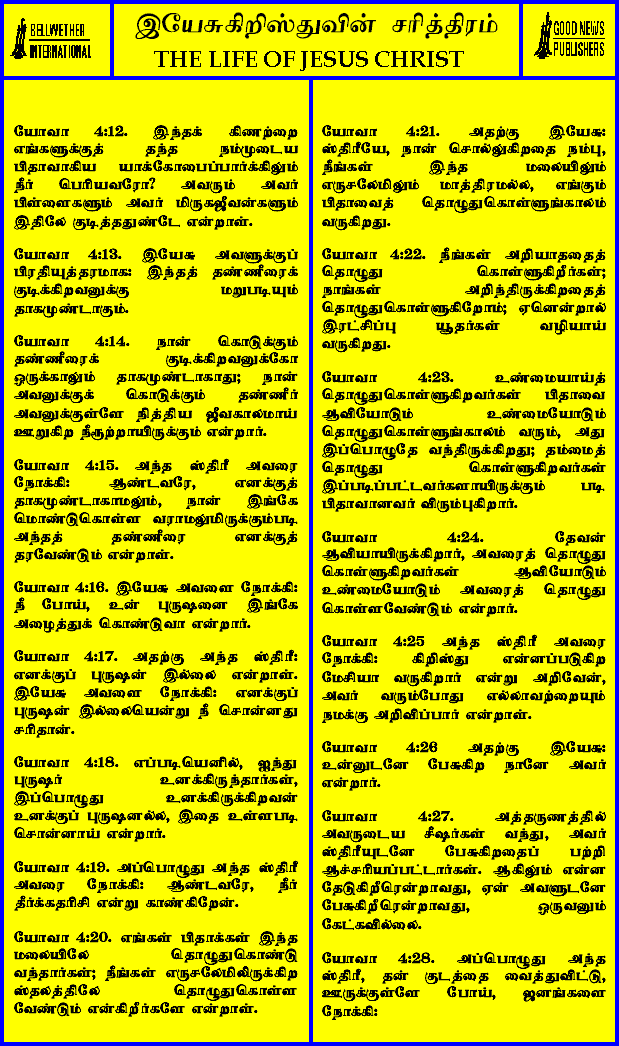 BELLWETHER
INTERNATIONAL
இயேசுகிறிஸ்துவின் சரித்திரம்
THE LIFE OF JESUS CHRIST
GOOD NEWS
PUBLISHERS
யோவா 4:12. இந்தக் கிணற்றை
எங்களுக்குத் தந்த நம்முடைய
பிதாவாகிய யாக்கோபைப்பார்க்கிலும்
நீர் பெரியவரோ? அவரும் அவர்
பிள்ளைகளும் அவர் மிருகஜீவன்களும்
இதிலே குடித்ததுண்டே என்றாள்.
யோவா 4:13. இயேசு அவளுக்குப்
பிரதியுத்தரமாக: இந்தத் தண்ணீரைக்
குடிக்கிறவனுக்கு மறுபடியும்
தாகமுண்டாகும்.
யோவா 4:14. நான் கொடுக்கும்
தண்ணீரைக் குடிக்கிறவனுக்கோ
ஒருக்காலும் தாகமுண்டாகாது; நான்
அவனுக்குக் கொடுக்கும் தண்ணீர்
அவனுக்குள்ளே நித்திய ஜீவகாலமாய்
ஊறுகிற நீரூற்றாயிருக்கும் என்றார்.
யோவா 4:15. அந்த ஸ்திரீ அவரை
நோக்கி: ஆண்டவரே, எனக்குத்
தாகமுண்டாகாமலும், நான் இங்கே
மொண்டுகொள்ள வராமலுமிருக்கும்படி
அந்தத் தண்ணீரை எனக்குத்
தரவேண்டும் என்றாள்.
யோவா 4:16. இயேசு அவளை நோக்கி:
நீ போய், உன் புருஷனை இங்கே
அழைத்துக் கொண்டுவா என்றார்.
யோவா 4:17. அதற்கு அந்த ஸ்திரீ:
எனக்குப் புருஷன் இல்லை என்றாள்.
இயேசு அவளை நோக்கி: எனக்குப்
புருஷன் இல்லையென்று நீ சொன்னது
சரிதான்.
யோவா 4:18. எப்படியெனில், ஐந்து
புருஷர் உனக்கிருந்தார்கள்,
இப்பொழுது உனக்கிருக்கிறவன்
உனக்குப் புருஷனல்ல, இதை உள்ளபடி
சொன்னாய் என்றார்.
யோவா 4:19. அப்பொழுது அந்த ஸ்திரீ
அவரை நோக்கி: ஆண்டவரே, நீர்
தீர்க்கதரிசி என்று காண்கிறேன்.
யோவா 4:20. எங்கள் பிதாக்கள் இந்த
மலையிலே தொழுதுகொண்டு
வந்தார்கள்; நீங்கள் எருசலேமிலிருக்கிற
ஸ்தலத்திலே தொழுதுகொள்ள
வேண்டும் என்கிறீர்களே என்றாள்.
யோவா 4:21. அதற்கு இயேசு:
ஸ்திரீயே, நான் சொல்லுகிறதை நம்பு,
நீங்கள் இந்த மலையிலும்
எருசலேமிலும் மாத்திரமல்ல, எங்கும்
பிதாவைத் தொழுதுகொள்ளுங்காலம்
வருகிறது.
யோவா 4:22. நீங்கள் அறியாததைத்
தொழுது கொள்ளுகிறீர்கள்;
நாங்கள் அறிந்திருக்கிறதைத்
தொழுதுகொள்ளுகிறோம்; ஏனென்றால்
இரட்சிப்பு யூதர்கள் வழியாய்
வருகிறது.
யோவா 4:23. உண்மையாய்த்
தொழுதுகொள்ளுகிறவர்கள் பிதாவை
ஆவியோடும் உண்மையோடும்
தொழுதுகொள்ளுங்காலம் வரும், அது
இப்பொழுதே வந்திருக்கிறது; தம்மைத்
தொழுது கொள்ளுகிறவர்கள்
இப்படிப்பட்டவர்களாயிருக்கும் படி
பிதாவானவர் விரும்புகிறார்.
யோவா 4:24. தேவன்
ஆவியாயிருக்கிறார், அவரைத் தொழுது
கொள்ளுகிறவர்கள் ஆவியோடும்
உண்மையோடும் அவரைத் தொழுது
கொள்ளவேண்டும் என்றார்.
யோவா 4:25 அந்த ஸ்திரீ அவரை
நோக்கி: கிறிஸ்து என்னப்படுகிற
மேசியா வருகிறார் என்று அறிவேன்,
அவர் வரும்போது எல்லாவற்றையும்
நமக்கு அறிவிப்பார் என்றாள்.
யோவா 4:26 அதற்கு இயேசு:
உன்னுடனே பேசுகிற நானே அவர்
என்றார்.
யோவா 4:27. அத்தருணத்தில்
அவருடைய சீஷர்கள் வந்து, அவர்
ஸ்திரீயுடனே பேசுகிறதைப் பற்றி
ஆச்சரியப்பட்டார்கள். ஆகிலும் என்ன
தேடுகிறீரென்றாவது, ஏன் அவளுடனே
பேசுகிறீரென்றாவது, ஒருவனும்
கேட்கவில்லை.
யோவா 4:28. அப்பொழுது அந்த
ஸ்திரீ, தன் குடத்தை வைத்துவிட்டு,
ஊருக்குள்ளே போய், ஜனங்களை
நோக்கி: